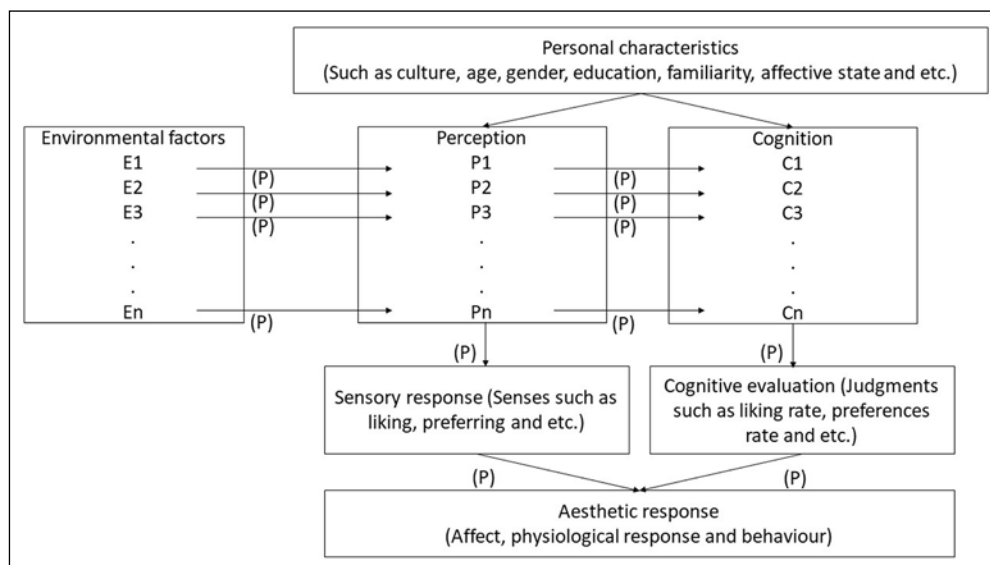 Personal characteristics
(Such as culture, age, gender, education, familiarity, affective state and etc.)
Environmental factors
E1
E2
E3
.
.
.
En
(P)
(P)
(P)
(P)
Perception
P1
P2
P3
.
.
.
Pn
(P)
(P)
(P)
(P)
Cognition
C1
C2
C3
.
.
.
Cn
(P)
(P)
Sensory response (Senses such as
liking, preferring and etc.)
Cognitive evaluation (Judgments
such as liking rate, preferences
rate and etc.)
(P)
(P)
Aesthetic response
(Affect, physiological response and behaviour)